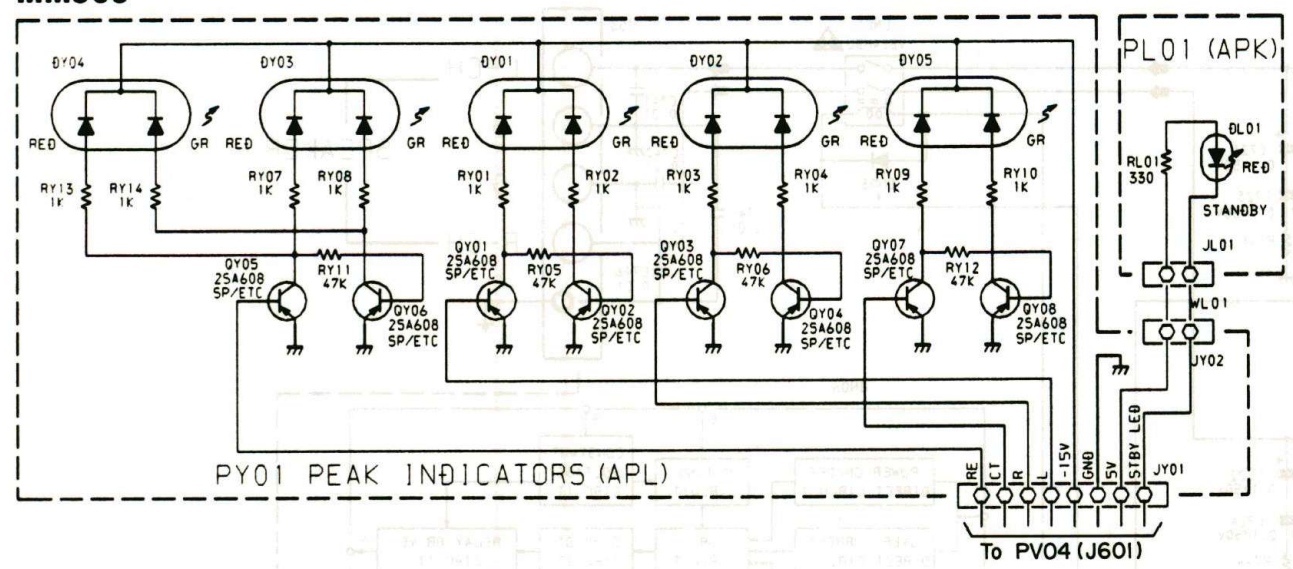 PL01 (APK)
DY04
DY03
DY01
DY02
DY05
RED
GR
RED
GR
RED
GR
RED
GR
RED
GR
DL01
RED
RL01
330
STANDBY
RY13
1K
RY14
1K
RY07
1K
RY08
1K
RY01
1K
RY02
1K
RY03
1K
RY04
1K
RY09
1K
RY10
1K
JL01
QY05
2SA608
SP/ETC
RY11
47K
QY06
2SA608
SP/ETC
QY01
2SA608
SP/ETC
RY05
47K
QY02
2SA608
SP/ETC
QY03
2SA608
SP/ETC
RY06
47K
QY04
2SA608
SP/ETC
QY07
2SA608
SP/ETC
RY12
47K
QY08
2SA608
SP/ETC
WL01
JY02
PY01 PEAK INDICATORS (APL)
RE
CT
R
L
-15V
GND
5V
STBY LED
JY01
To PV04 (J601)